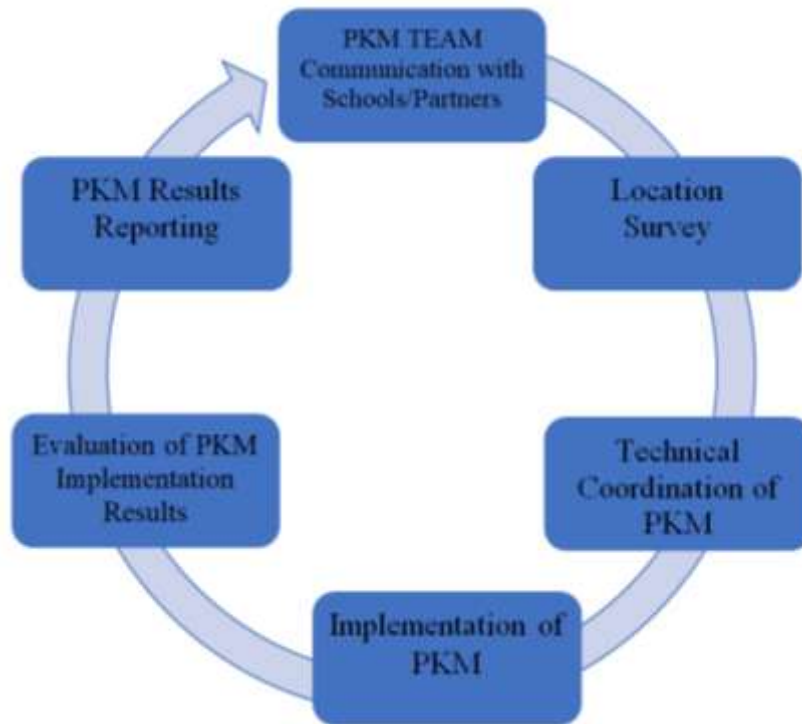 PKM TEAM
Communication with
Schools/Partners
Location
Survey
Technical
Coordination of
PKM
Implementation of
PKM
Evaluation of PKM
Implementation
Results
PKM Results
Reporting